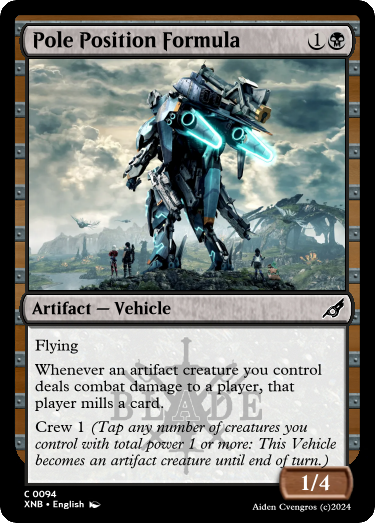 Pole Position Formula 1
Artifact — Vehicle
Flying
Whenever an artifact creature you control
deals combat damage to a player, that
player mills a card.
BLADE
Crew 1 (Tap any number of creatures you
control with total power 1 or more: This Vehicle
becomes an artifact creature until end of turn.)
1/4
C 0094
XNB • English
Aiden Cvengros ©2024